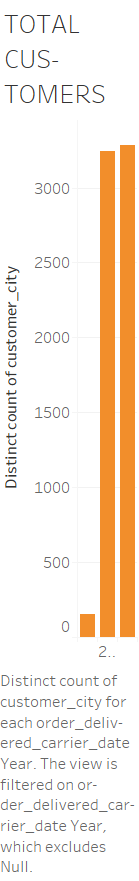 TOTAL
CUS-
TOMERS
Distinct count of customer_city
3000
2500
2000
1500
1000
500
0
2..
Distinct count of
customer_city for
each order_deliv-
ered_carrier_date
Year. The view is
filtered on or-
der_delivered_car-
rier_date Year,
which excludes
Null.